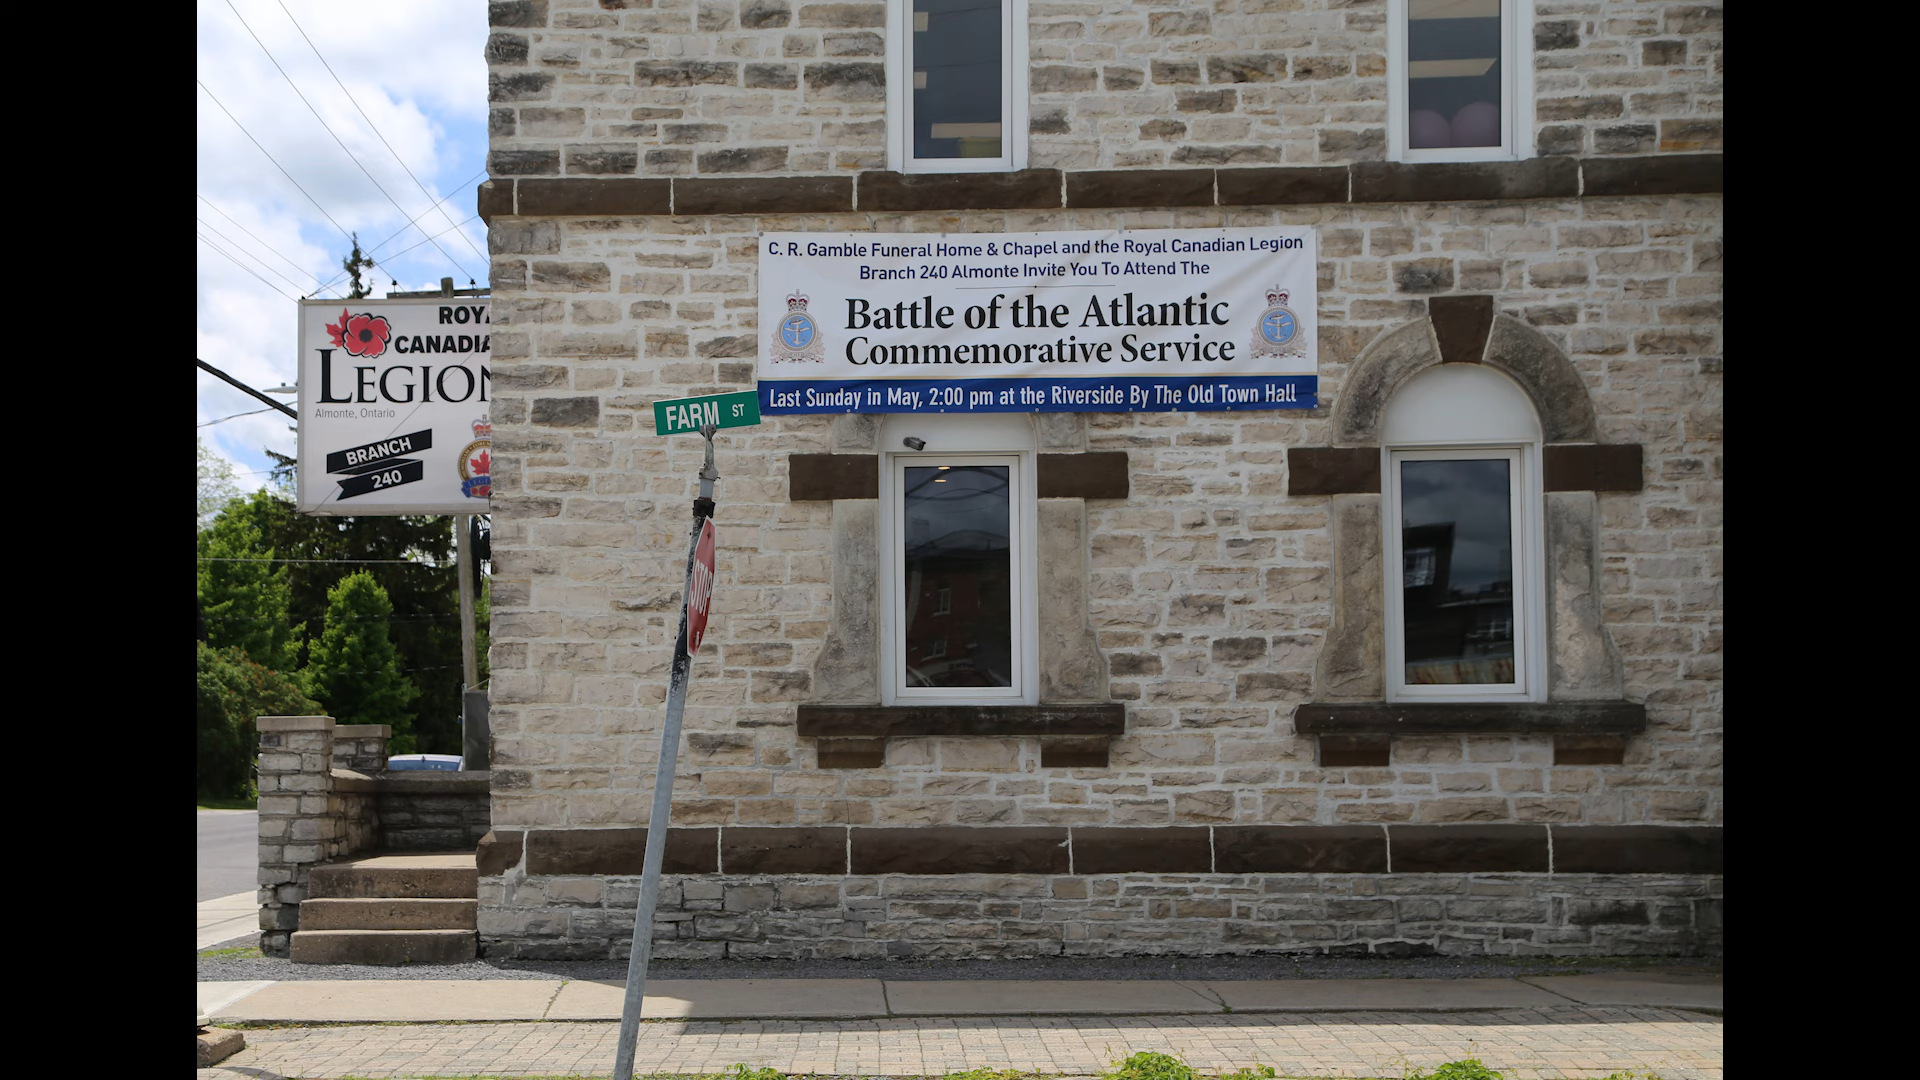 C. R. Gamble Funeral Home & Chapel and the Royal Canadian Legion
Branch 240 Almonte Invite You To Attend The
Battle of the Atlantic
Commemorative Service
Last Sunday in May, 2:00 pm at the Riverside By The Old Town Hall
ROYA
CANADIA
LEGION
Almonte, Ontario
BRANCH
240
FARM ST
STOP